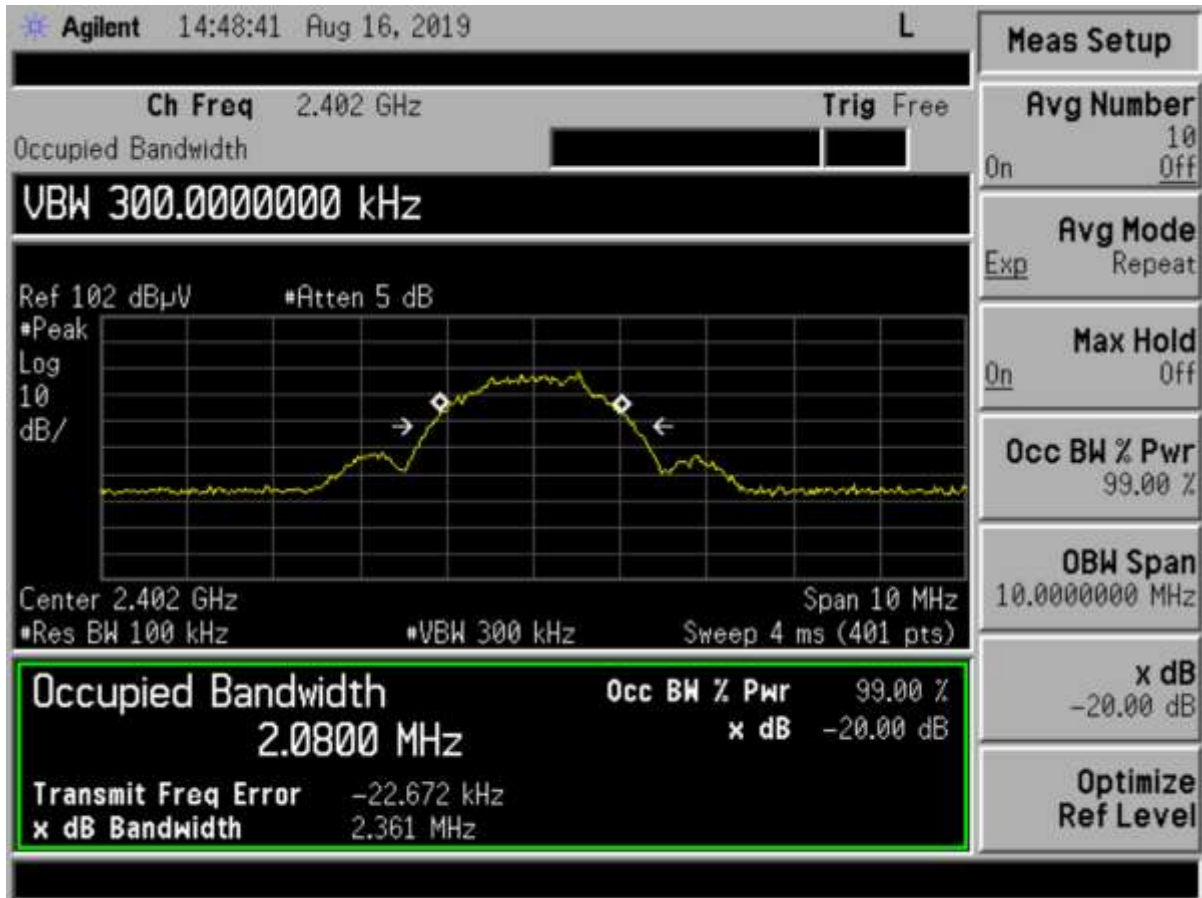 Agilent 14:48:41 Aug 16, 2019 L
Ch Freq 2.402 GHz Trig Free
Occupied Bandwidth
VBW 300.0000000 kHz
Ref 102 dBµV #Atten 5 dB
#Peak
Log
10
dB/
Center 2.402 GHz Span 10 MHz
#Res BW 100 kHz #VBW 300 kHz Sweep 4 ms (401 pts)
Occupied Bandwidth Occ BW % Pwr 99.00 %
2.0800 MHz x dB -20.00 dB
Transmit Freq Error -22.672 kHz
x dB Bandwidth 2.361 MHz
Meas Setup
Avg Number
10
On Off
Avg Mode
Exp Repeat
Max Hold
On Off
Occ BW % Pwr
99.00 %
OBW Span
10.0000000 MHz
x dB
-20.00 dB
Optimize
Ref Level